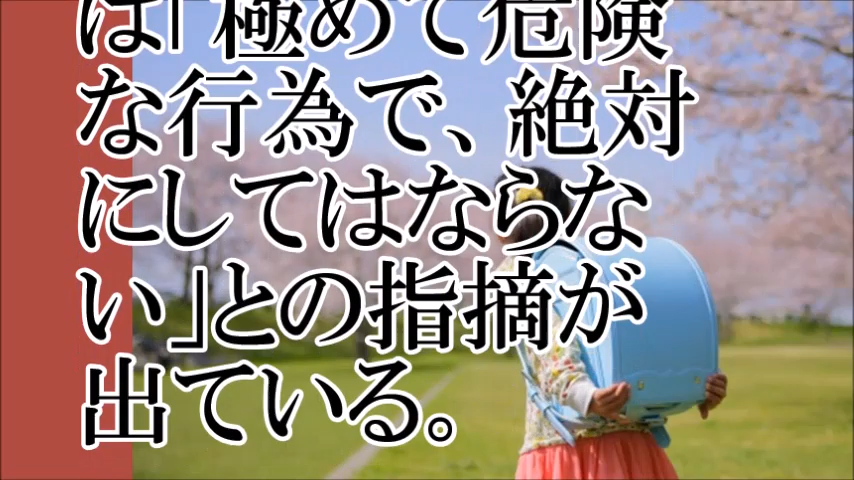 は「極めて危険
な行為で、絶対
にしてはならな
い」との指摘が
出ている。